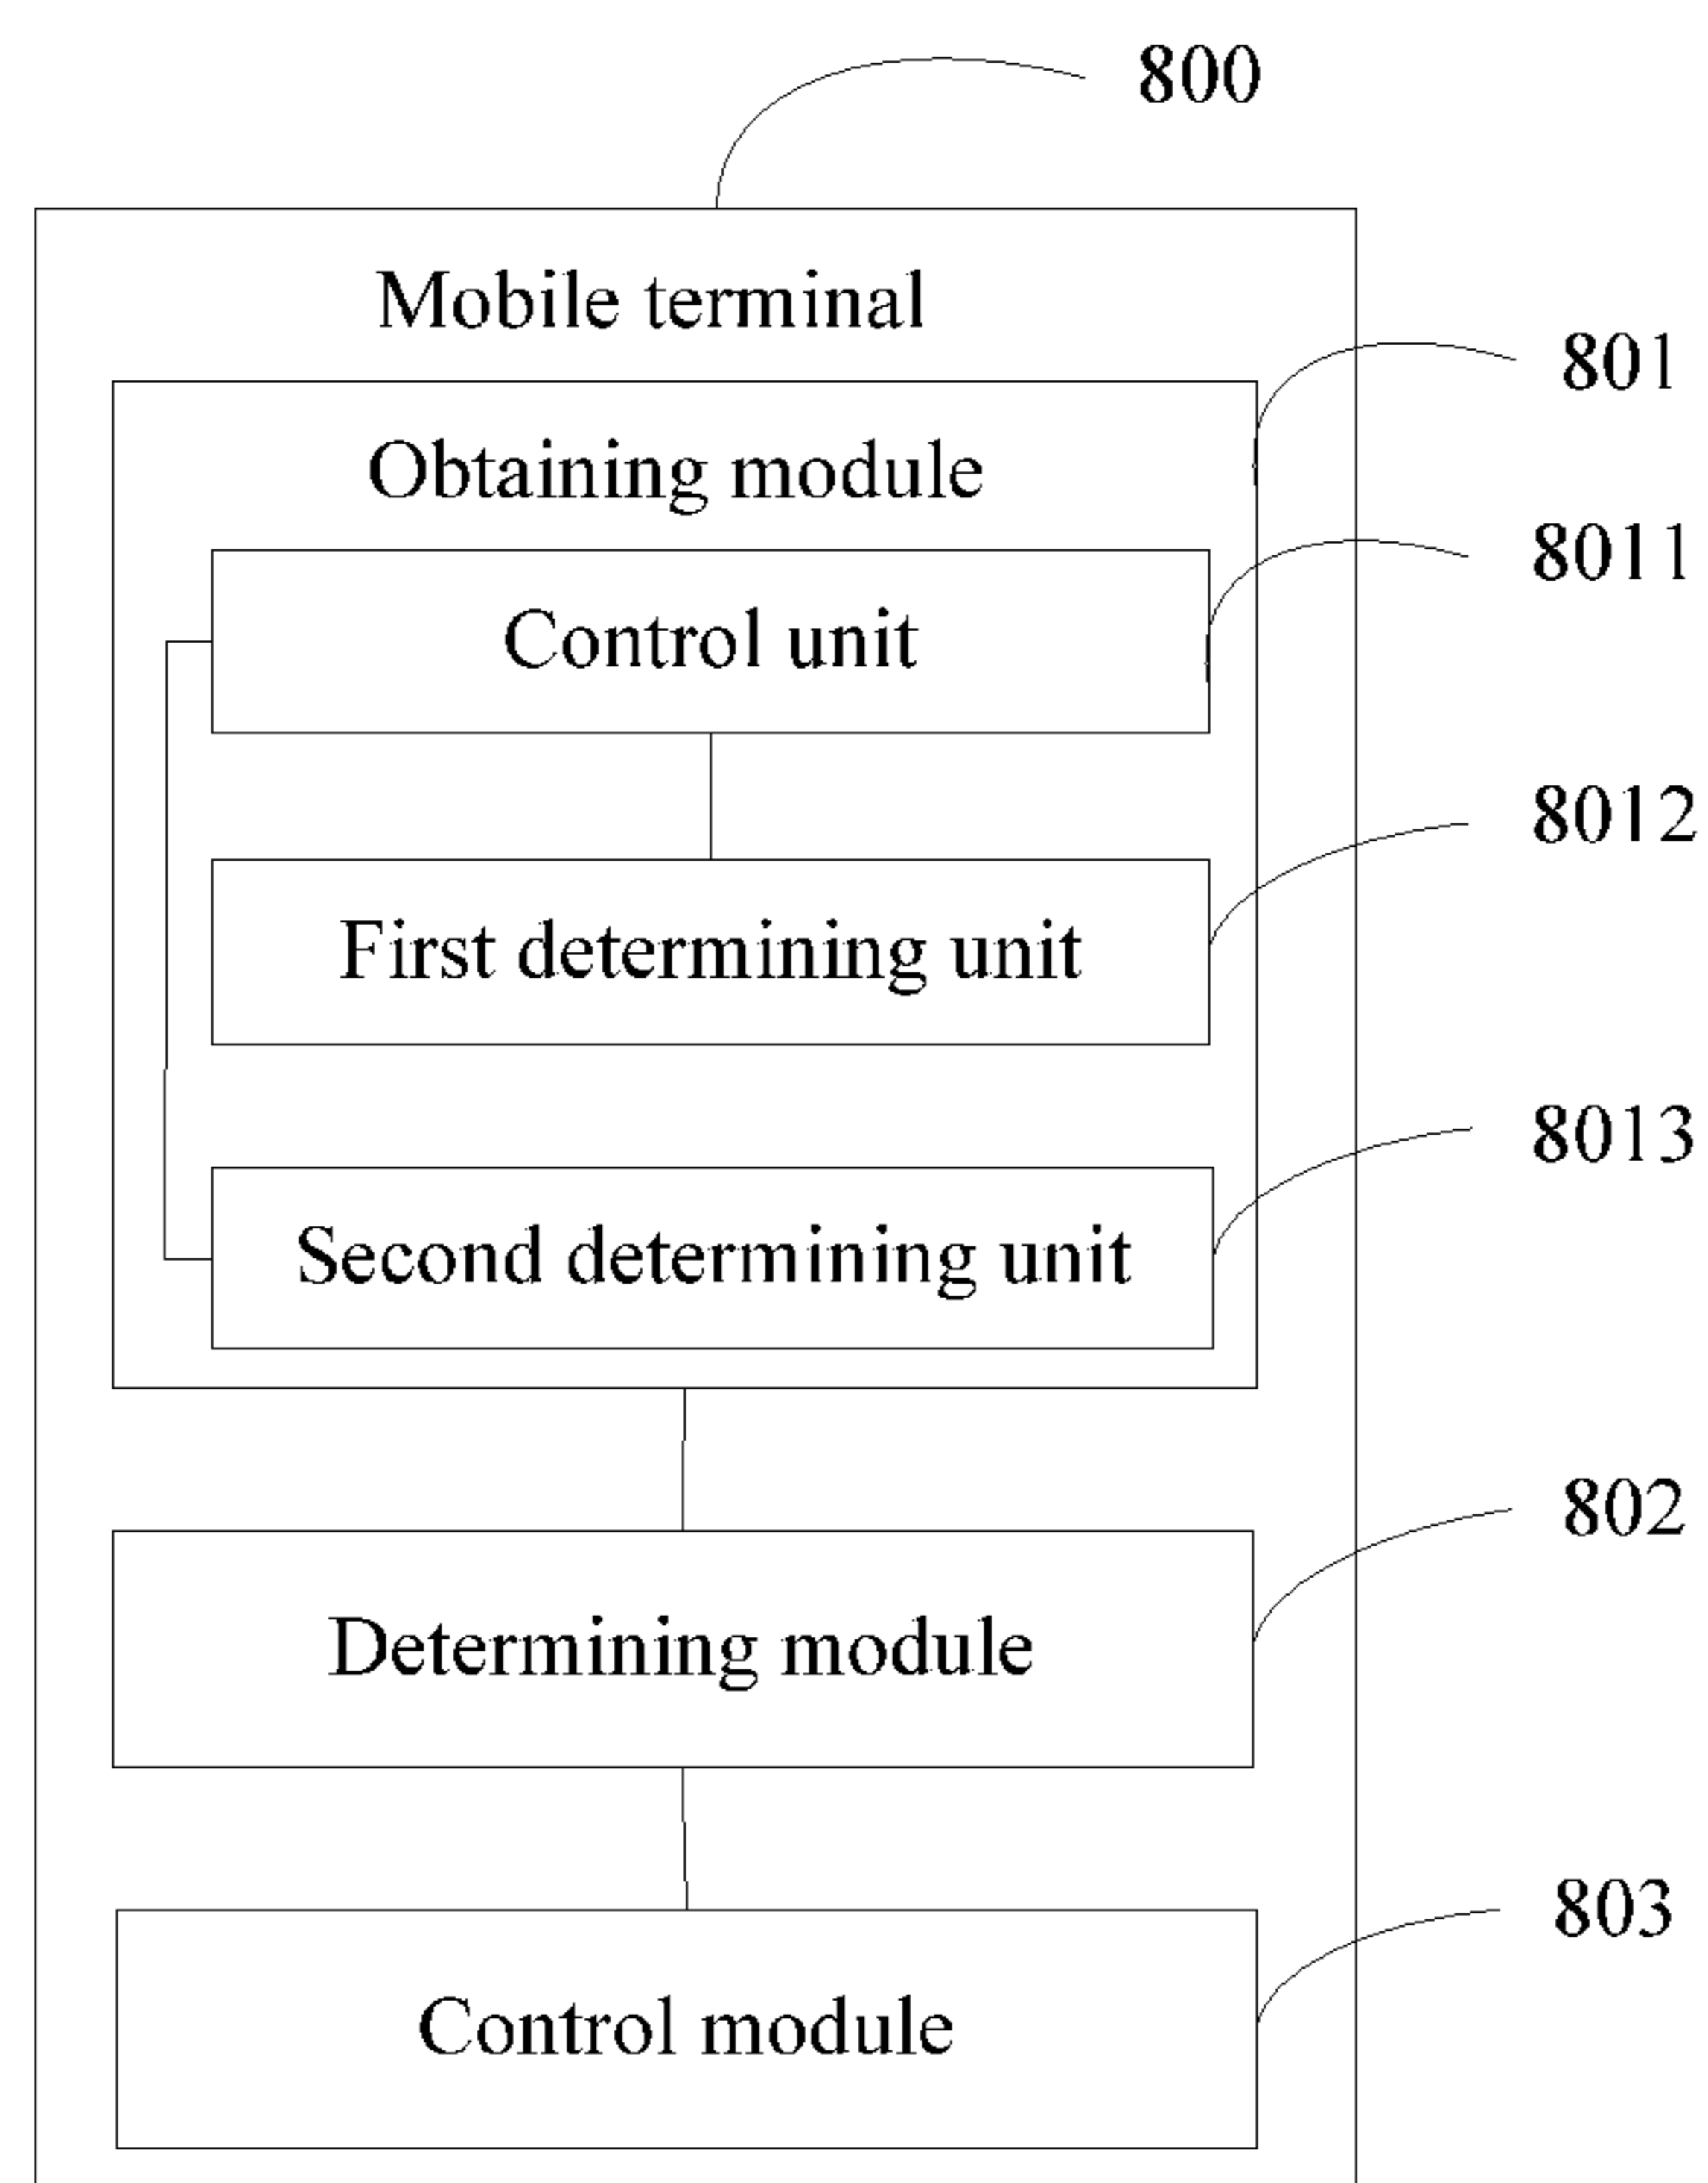 800
Mobile terminal
801
Obtaining module
8011
Control unit
8012
First determining unit
8013
Second determining unit
802
Determining module
803
Control module